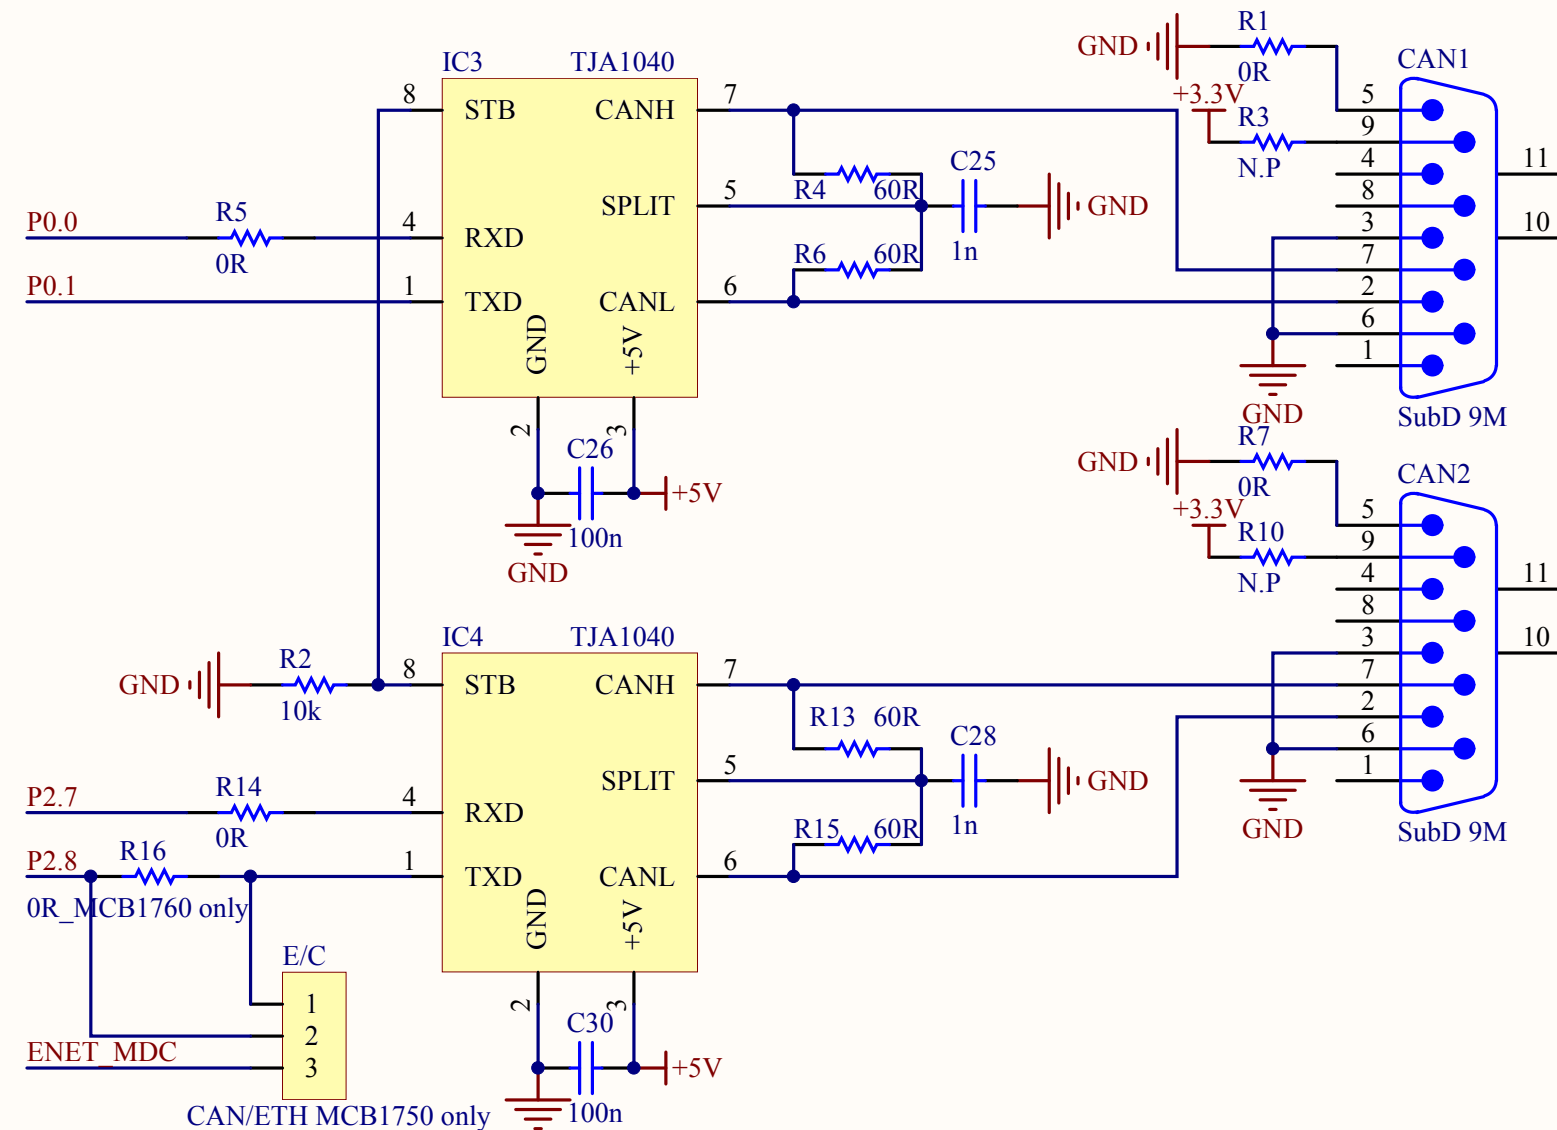 R1
GND
0R
CAN1
IC3 TJA1040
+3.3V
5
8 STB CANH 7
R3
9
N.P
4
11
C25
R4 60R
8
5
SPLIT
GND
P0.0
R5
4 RXD
3
10
0R
R6 60R
1n
7
P0.1
1 TXD CANL 6
2
GND
+5V
6
1
GND
SubD 9M
2
3
C26
+5V
100n
GND
R7
GND
0R
CAN2
+3.3V
5
R10
9
N.P
4
11
8
IC4 TJA1040
3
10
R2
GND
10k
8 STB CANH 7
7
R13 60R
2
C28
6
5
SPLIT
GND
1
R14
P2.7
4 RXD
0R
R15 60R
1n
GND
SubD 9M
R16
P2.8
1 TXD CANL 6
0R_MCB1760 only
GND
+5V
E/C
1
2
3
2
3
C30
ENET_MDC
+5V
100n
CAN/ETH MCB1750 only